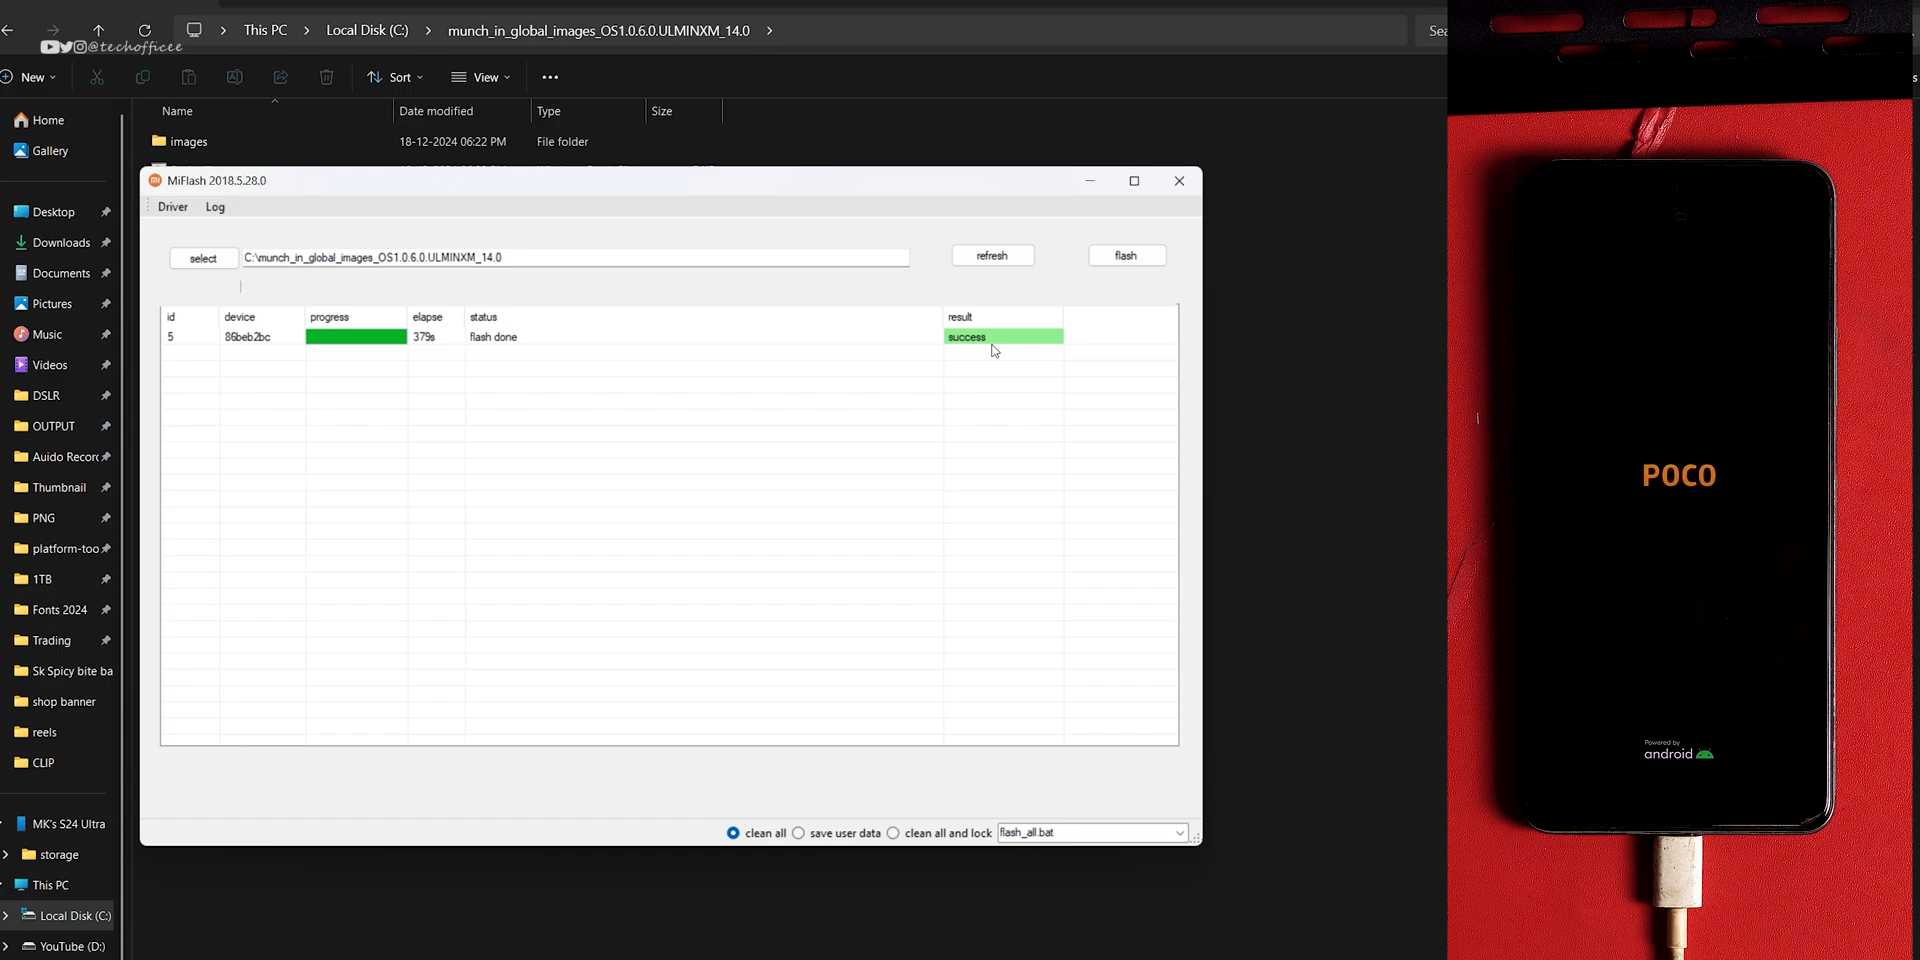 This PC > Local Disk (C:) > munch_in_global_images_OS1.0.6.0.ULMINXM_14.0 >
@techofficee
New
Sort
View
Name
Date modified
Type
Size
images
18-12-2024 06:22 PM
File folder
Home
Gallery
Desktop
Downloads
Documents
Pictures
Music
Videos
DSLR
OUTPUT
Auido Recorc
Thumbnail
PNG
platform-too
1TB
Fonts 2024
Trading
Sk Spicy bite ba
shop banner
reels
CLIP
MK's S24 Ultra
storage
This PC
Local Disk (C:)
YouTube (D:)
MiFlash 2018.5.28.0
Driver Log
select C:\munch_in_global_images_OS1.0.6.0.ULMINXM_14.0 refresh flash
id device progress elapse status result
5 86beb2bc 379s flash done success
clean all save user data clean all and lock flash_all.bat
POCO
Powered by
android